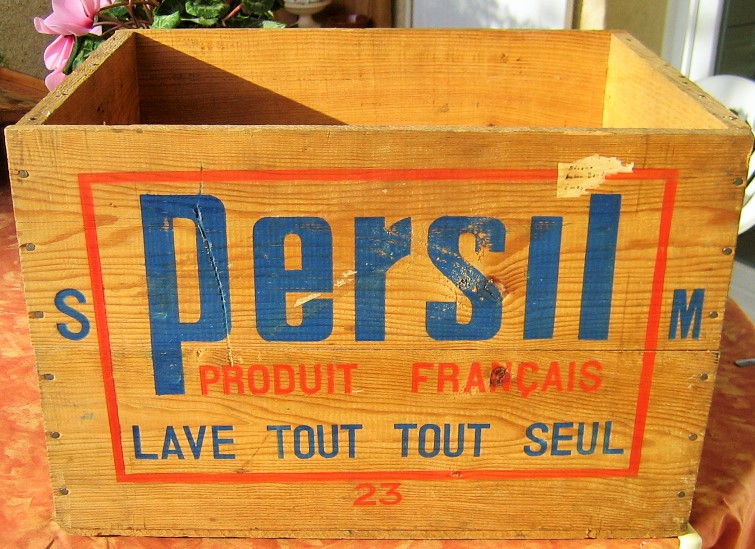 Persil
S M
PRODUIT FRANÇAIS
LAVE TOUT TOUT SEUL
23